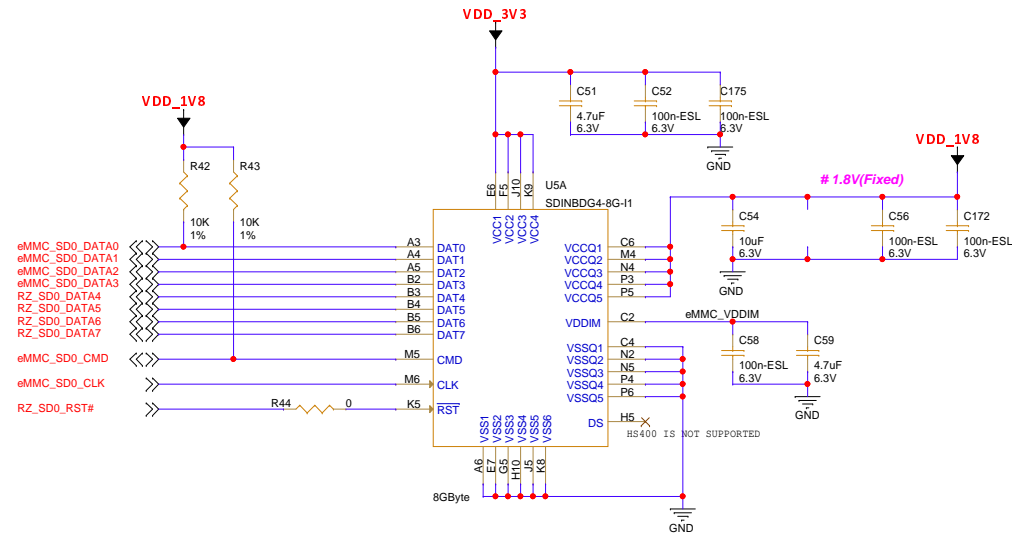 VDD_3V3
C51
4.7uF
6.3V
C52
100n-ESL
6.3V
C175
100n-ESL
6.3V
GND
VDD_1V8
R42
10K
1%
R43
10K
1%
VDD_1V8
# 1.8V(Fixed)
C54
10uF
6.3V
C56
100n-ESL
6.3V
C172
100n-ESL
6.3V
GND
U5A
SDINBDG4-8G-I1
E6 F5 J10 K9
VCC1 VCC2 VCC3 VCC4
eMMC_SD0_DATA0 A3 DAT0
eMMC_SD0_DATA1 A4 DAT1
eMMC_SD0_DATA2 A5 DAT2
eMMC_SD0_DATA3 B2 DAT3
RZ_SD0_DATA4 B3 DAT4
RZ_SD0_DATA5 B4 DAT5
RZ_SD0_DATA6 B5 DAT6
RZ_SD0_DATA7 B6 DAT7
eMMC_SD0_CMD M5 CMD
eMMC_SD0_CLK M6 CLK
RZ_SD0_RST# R44 0 K5 RST
VCCQ1 C6
VCCQ2 M4
VCCQ3 N4
VCCQ4 P3
VCCQ5 P5
VDDIM C2 eMMC_VDDIM
C58
100n-ESL
6.3V
C59
4.7uF
6.3V
GND
VSSQ1 C4
VSSQ2 N2
VSSQ3 N5
VSSQ4 P4
VSSQ5 P6
DS H5
HS400 IS NOT SUPPORTED
VSS1 VSS2 VSS3 VSS4 VSS5 VSS6
A6 E7 G5 H10 J5 K8
8GByte
GND